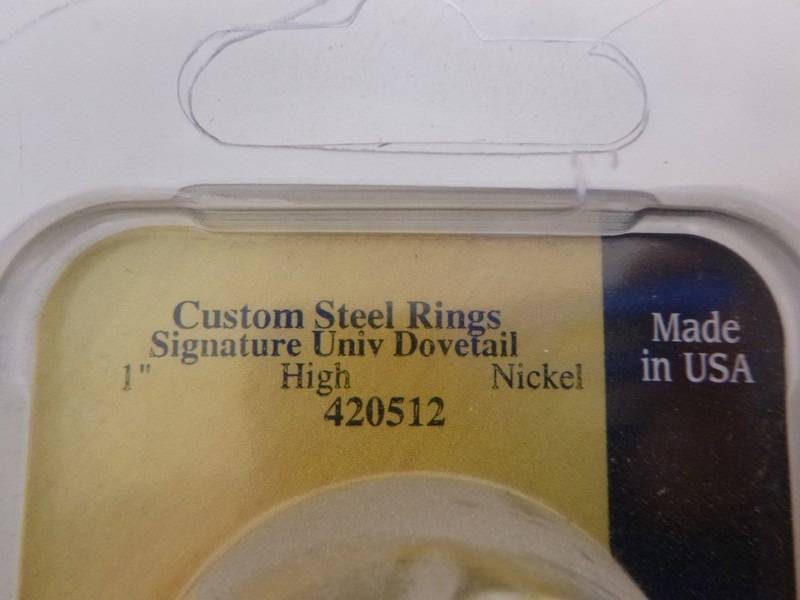 Custom Steel Rings
Signature Univ Dovetail
1" High Nickel
420512
Made
in USA